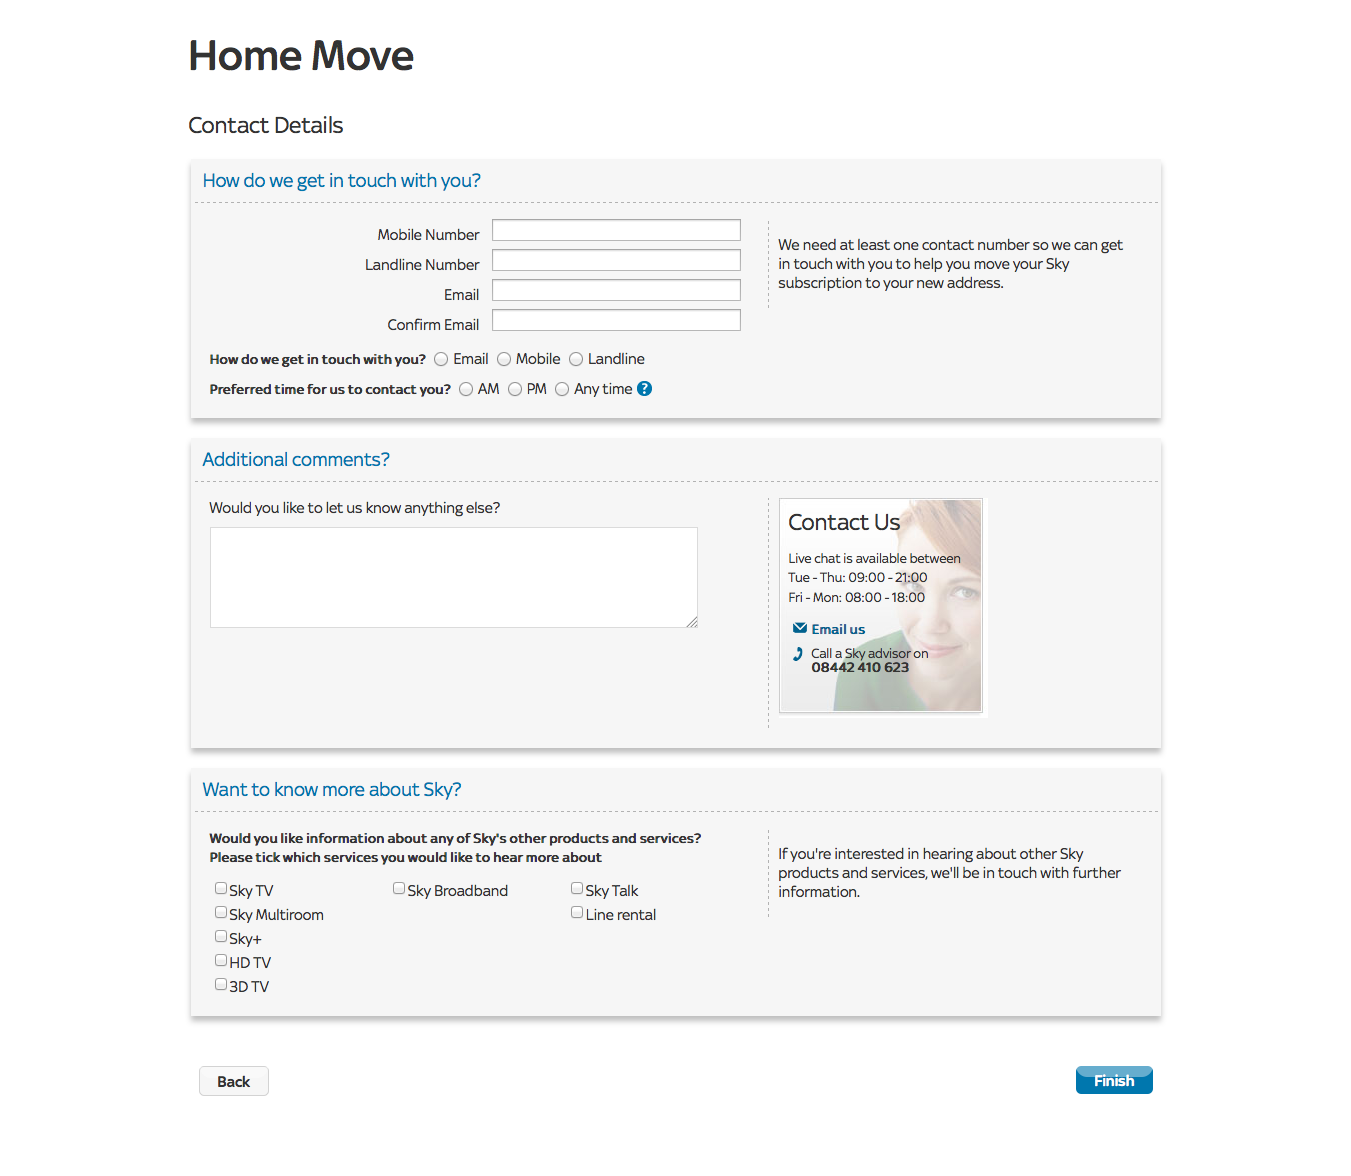 Home Move
Contact Details
How do we get in touch with you?
Mobile Number
Landline Number
Email
Confirm Email
We need at least one contact number so we can get
in touch with you to help you move your Sky
subscription to your new address.
How do we get in touch with you? Email Mobile Landline
Preferred time for us to contact you? AM PM Any time ?
Additional comments?
Would you like to let us know anything else?
Contact Us
Live chat is available between
Tue - Thu: 09:00 - 21:00
Fri - Mon: 08:00 - 18:00
Email us
Call a Sky advisor on
08442 410 623
Want to know more about Sky?
Would you like information about any of Sky's other products and services?
Please tick which services you would like to hear more about
Sky TV Sky Broadband Sky Talk
Sky Multiroom Line rental
Sky+
HD TV
3D TV
If you're interested in hearing about other Sky
products and services, we'll be in touch with further
information.
Back Finish